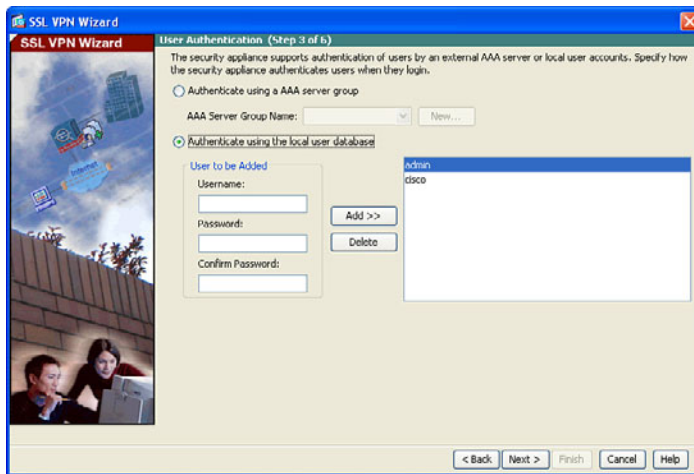 SSL VPN Wizard
SSL VPN Wizard
User Authentication (Step 3 of 6)
The security appliance supports authentication of users by an external AAA server or local user accounts. Specify how
the security appliance authenticates users when they login.
Authenticate using a AAA server group
AAA Server Group Name:
New...
Authenticate using the local user database
User to be Added
Username:
Password:
Confirm Password:
Add >>
Delete
admin
cisco
Internet
< Back
Next >
Finish
Cancel
Help